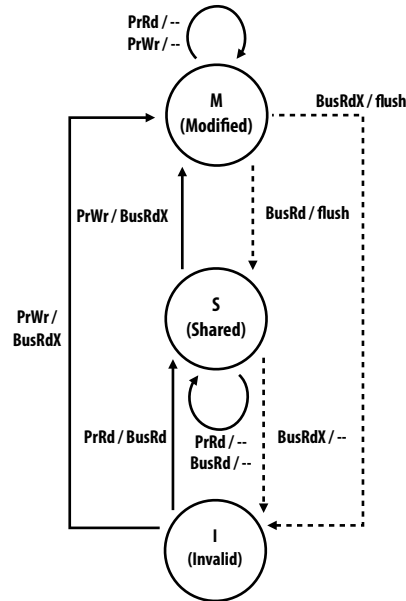 PrRd / --
PrWr / --
M
(Modified)
BusRdX / flush
PrWr / BusRdX
BusRd / flush
S
(Shared)
PrWr /
BusRdX
PrRd / BusRd
PrRd / --
BusRd / --
BusRdX / --
I
(Invalid)